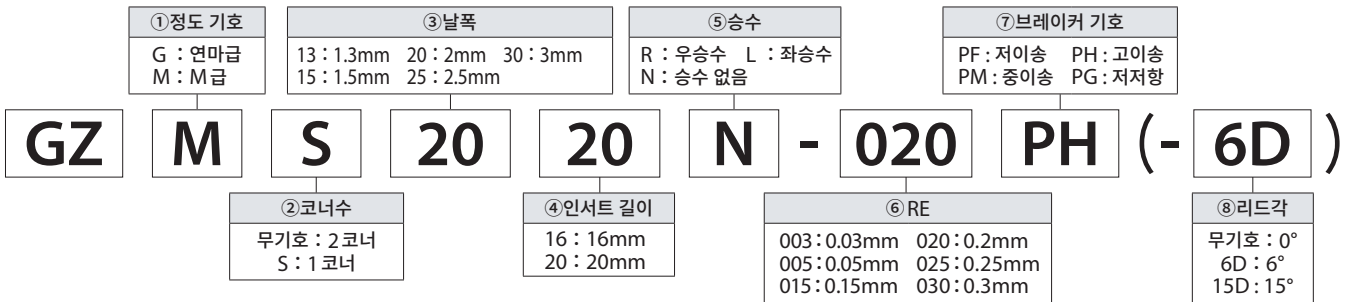 ①정도 기호
G : 연마급
M : M급
③날폭
13 : 1.3mm 20 : 2mm 30 : 3mm
15 : 1.5mm 25 : 2.5mm
⑤승수
R : 우승수 L : 좌승수
N : 승수 없음
⑦브레이커 기호
PF : 저이송 PH : 고이송
PM : 중이송 PG : 저저항
GZ M S 20 20 N - 020 PH (- 6D )
②코너수
무기호 : 2코너
S : 1코너
④인서트 길이
16 : 16mm
20 : 20mm
⑥RE
003 : 0.03mm 020 : 0.2mm
005 : 0.05mm 025 : 0.25mm
015 : 0.15mm 030 : 0.3mm
⑧리드각
무기호 : 0°
6D : 6°
15D : 15°